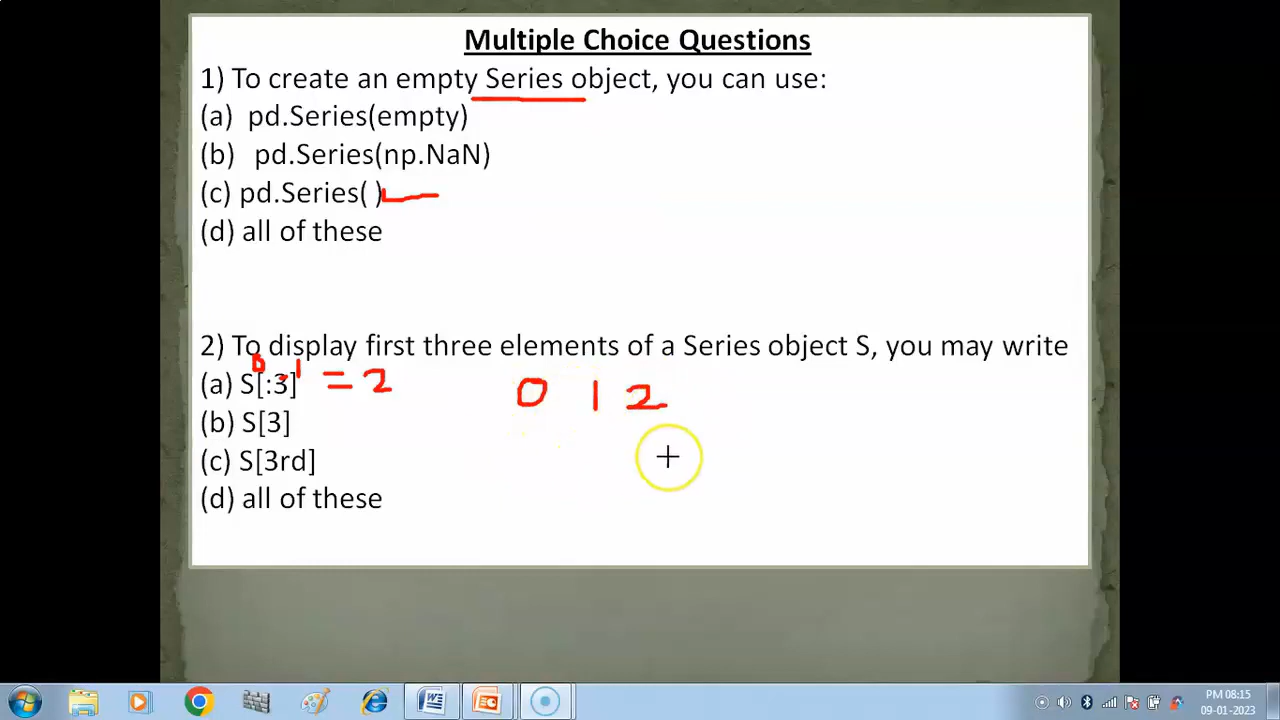 Multiple Choice Questions
1) To create an empty Series object, you can use:
(a) pd.Series(empty)
(b) pd.Series(np.NaN)
(c) pd.Series( )
(d) all of these
2) To display first three elements of a Series object S, you may write
0 -1
(a) S[:3] = 2 0 1 2
(b) S[3]
(c) S[3rd]
(d) all of these
PM 08:15
09-01-2023